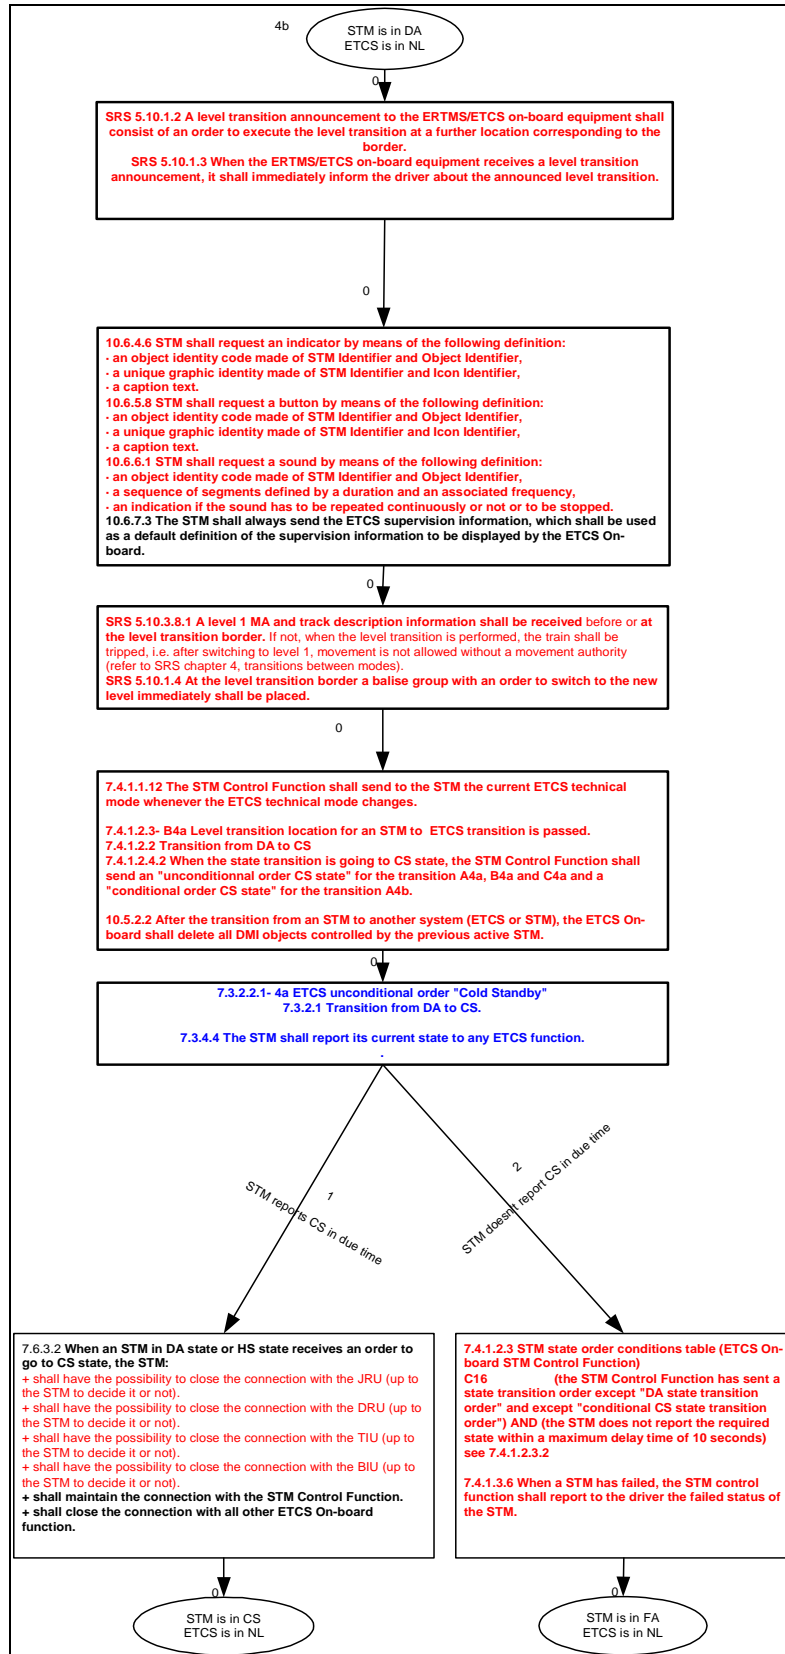 4b
STM is in DA
ETCS is in NL
0
SRS 5.10.1.2 A level transition announcement to the ERTMS/ETCS on-board equipment shall
consist of an order to execute the level transition at a further location corresponding to the
border.
SRS 5.10.1.3 When the ERTMS/ETCS on-board equipment receives a level transition
announcement, it shall immediately inform the driver about the announced level transition.
0
10.6.4.6 STM shall request an indicator by means of the following definition:
· an object identity code made of STM Identifier and Object Identifier,
· a unique graphic identity made of STM Identifier and Icon Identifier,
· a caption text.
10.6.5.8 STM shall request a button by means of the following definition:
· an object identity code made of STM Identifier and Object Identifier,
· a unique graphic identity made of STM Identifier and Icon Identifier,
· a caption text.
10.6.6.1 STM shall request a sound by means of the following definition:
· an object identity code made of STM Identifier and Object Identifier,
· a sequence of segments defined by a duration and an associated frequency,
· an indication if the sound has to be repeated continuously or not or to be stopped.
10.6.7.3 The STM shall always send the ETCS supervision information, which shall be used
as a default definition of the supervision information to be displayed by the ETCS On-
board.
0
SRS 5.10.3.8.1 A level 1 MA and track description information shall be received before or at
the level transition border. If not, when the level transition is performed, the train shall be
tripped, i.e. after switching to level 1, movement is not allowed without a movement authority
(refer to SRS chapter 4, transitions between modes).
SRS 5.10.1.4 At the level transition border a balise group with an order to switch to the new
level immediately shall be placed.
0
7.4.1.1.12 The STM Control Function shall send to the STM the current ETCS technical
mode whenever the ETCS technical mode changes.
7.4.1.2.3- B4a Level transition location for an STM to ETCS transition is passed.
7.4.1.2.2 Transition from DA to CS
7.4.1.2.4.2 When the state transition is going to CS state, the STM Control Function shall
send an "unconditionnal order CS state" for the transition A4a, B4a and C4a and a
"conditional order CS state" for the transition A4b.
10.5.2.2 After the transition from an STM to another system (ETCS or STM), the ETCS On-
board shall delete all DMI objects controlled by the previous active STM.
0
7.3.2.2.1- 4a ETCS unconditional order "Cold Standby"
7.3.2.1 Transition from DA to CS.
7.3.4.4 The STM shall report its current state to any ETCS function.
.
1
STM reports CS in due time
2
STM doesn't report CS in due time
7.6.3.2 When an STM in DA state or HS state receives an order to
go to CS state, the STM:
+ shall have the possibility to close the connection with the JRU (up to
the STM to decide it or not).
+ shall have the possibility to close the connection with the DRU (up to
the STM to decide it or not).
+ shall have the possibility to close the connection with the TIU (up to
the STM to decide it or not).
+ shall have the possibility to close the connection with the BIU (up to
the STM to decide it or not).
+ shall maintain the connection with the STM Control Function.
+ shall close the connection with all other ETCS On-board
function.
7.4.1.2.3 STM state order conditions table (ETCS On-
board STM Control Function)
C16 (the STM Control Function has sent a
state transition order except "DA state transition
order" and except "conditional CS state transition
order") AND (the STM does not report the required
state within a maximum delay time of 10 seconds)
see 7.4.1.2.3.2
7.4.1.3.6 When a STM has failed, the STM control
function shall report to the driver the failed status of
the STM.
0
STM is in CS
ETCS is in NL
0
STM is in FA
ETCS is in NL